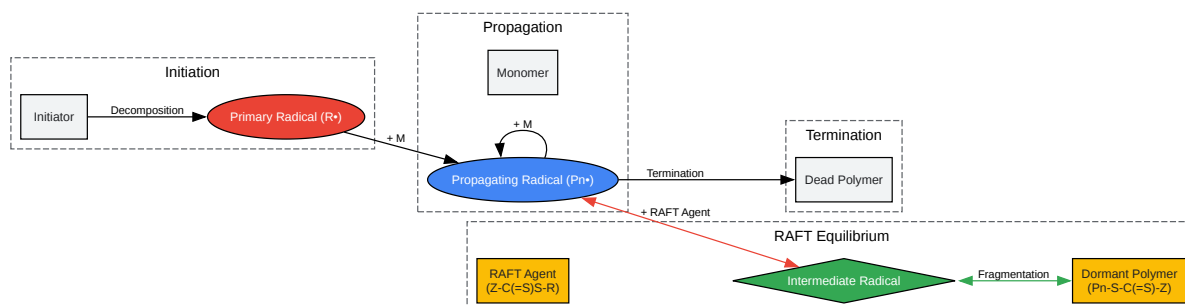 Propagation
Monomer
Initiation
Initiator
Decomposition
Primary Radical (R•)
+ M
+ M
Propagating Radical (Pn•)
Termination
Termination
Dead Polymer
+ RAFT Agent
RAFT Equilibrium
RAFT Agent
(Z-C(=S)S-R)
Intermediate Radical
Fragmentation
Dormant Polymer
(Pn-S-C(=S)-Z)